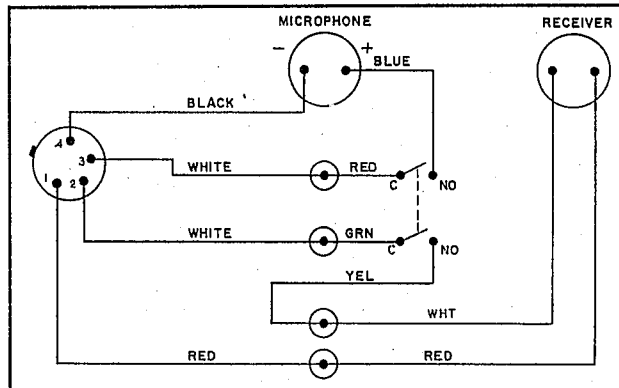 MICROPHONE
RECEIVER
- +
BLUE
BLACK
4
3
1 2
WHITE RED
C NO
WHITE GRN
C NO
YEL
WHT
RED RED